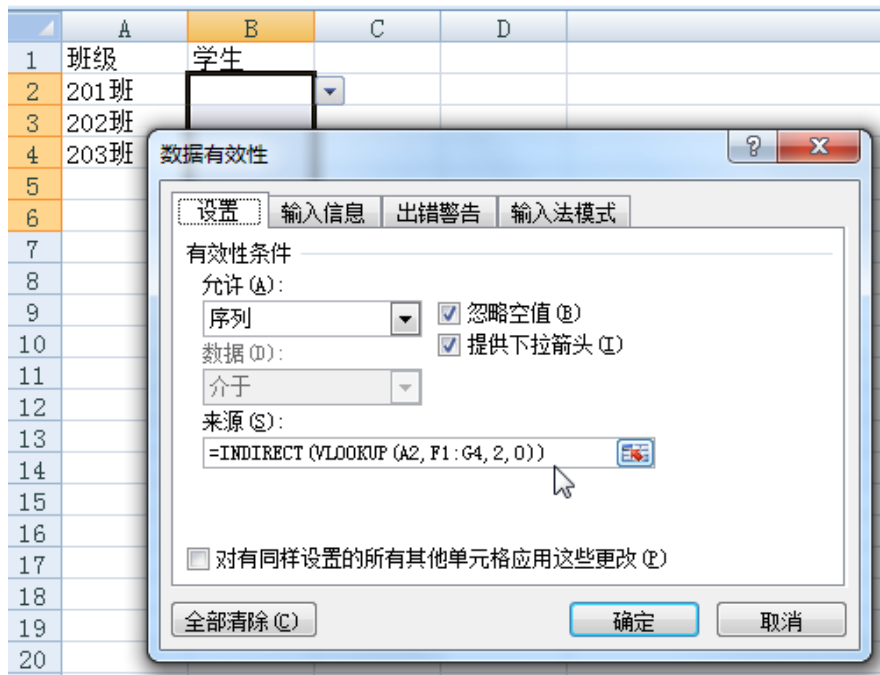 A B C D
1 班级 学生
2 201班
3 202班
4 203班
5
6
7
8
9
10
11
12
13
14
15
16
17
18
19
20
数据有效性
设置 输入信息 出错警告 输入法模式
有效性条件
允许(A):
序列
忽略空值(B)
数据(D):
提供下拉箭头(I)
介于
来源(S):
=INDIRECT(VLOOKUP(A2,F1:G4,2,0))
对有同样设置的所有其他单元格应用这些更改(P)
全部清除(C) 确定 取消